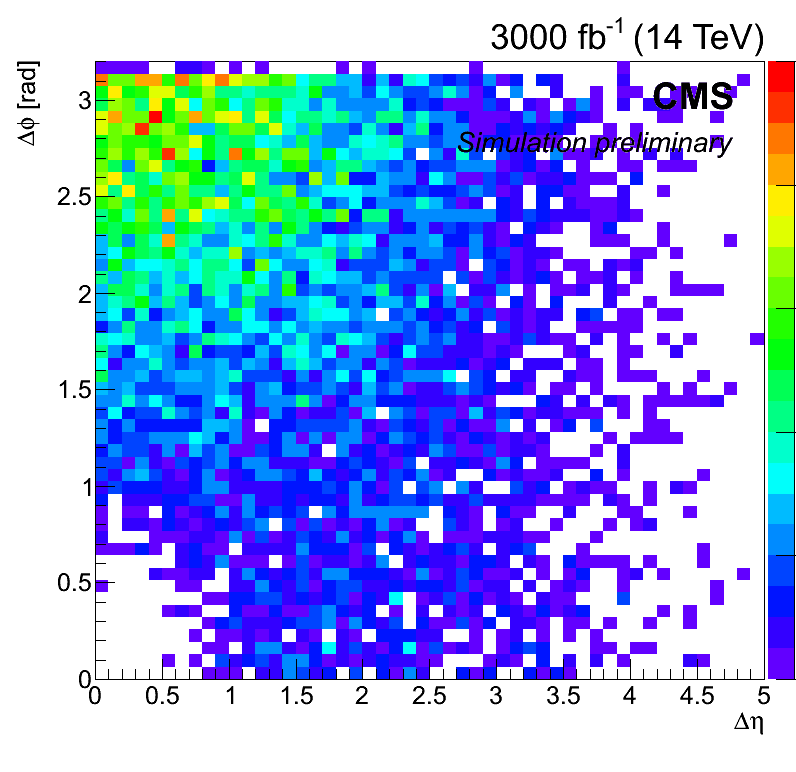 3000 fb-1 (14 TeV)
Δϕ [rad]
CMS
Simulation preliminary
3
2.5
2
1.5
1
0.5
0
0 0.5 1 1.5 2 2.5 3 3.5 4 4.5 5
Δη